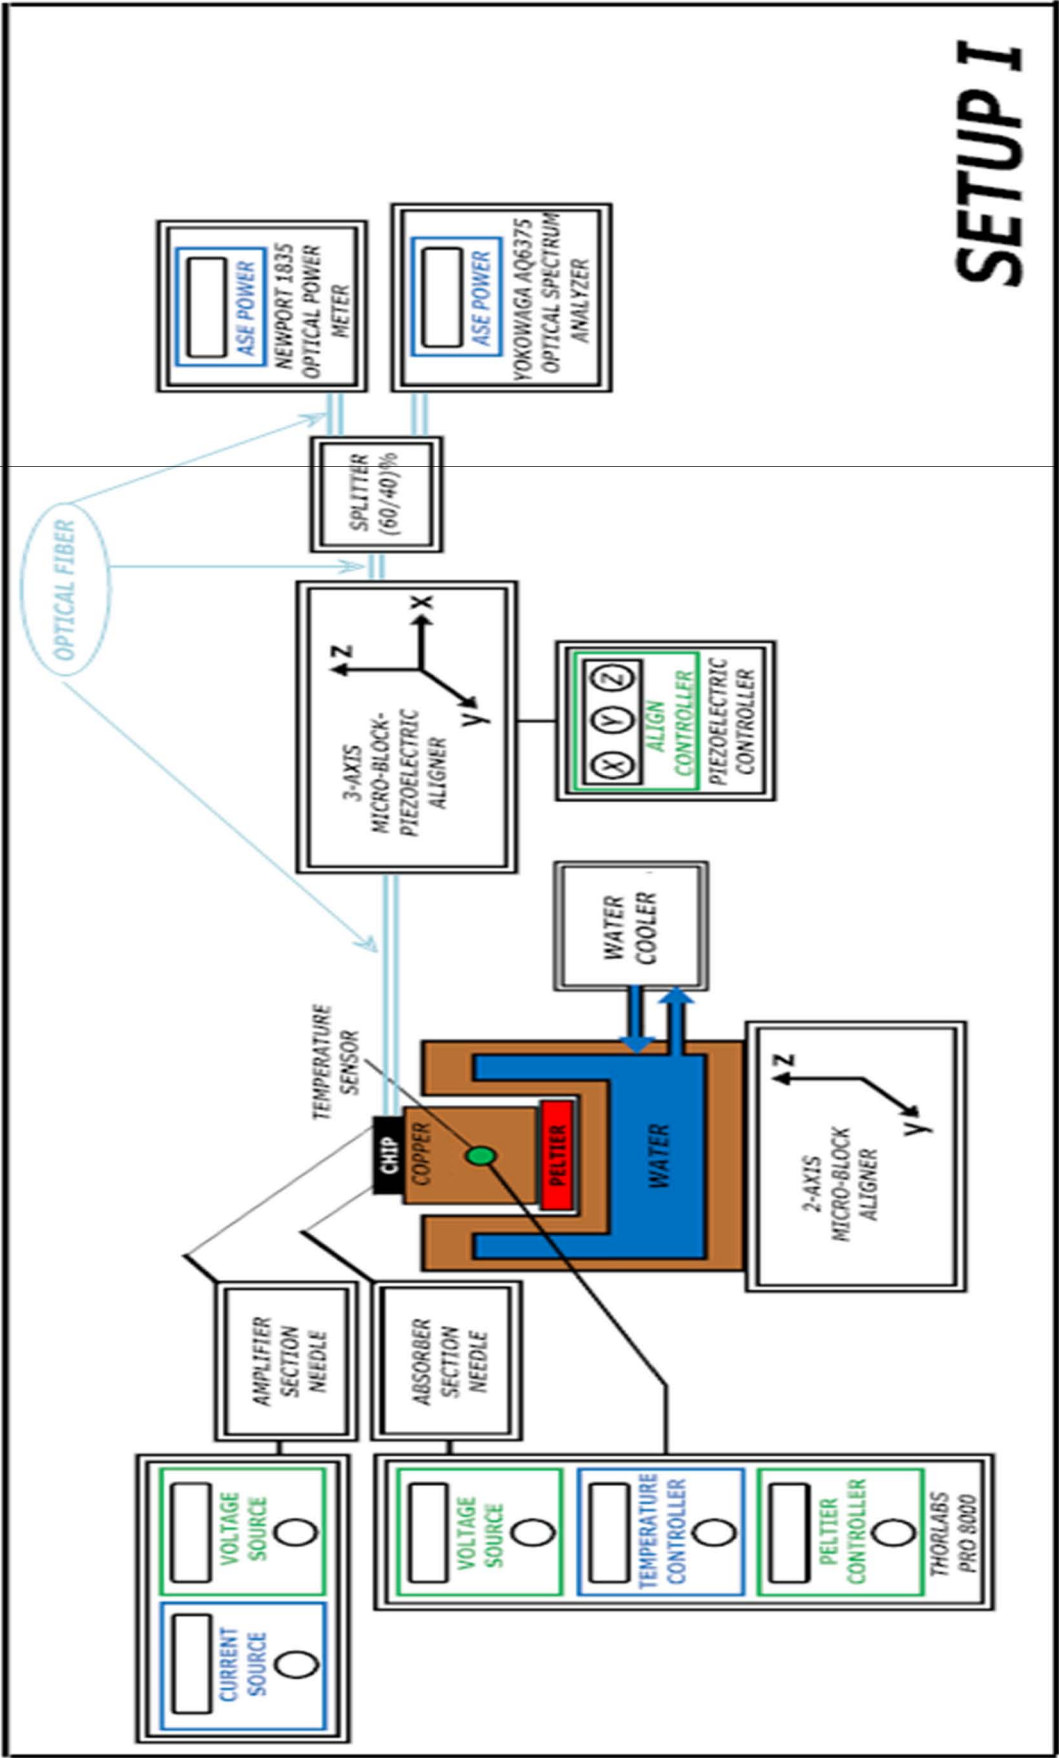 CURRENT
SOURCE
VOLTAGE
SOURCE
AMPLIFIER
SECTION
NEEDLE
VOLTAGE
SOURCE
TEMPERATURE
CONTROLLER
PELTIER
CONTROLLER
THORLABS
PRO 8000
ABSORBER
SECTION
NEEDLE
TEMPERATURE
SENSOR
CHIP
COPPER
PELTIER
WATER
2-AXIS
MICRO-BLOCK
ALIGNER
Z
y
WATER
COOLER
OPTICAL FIBER
3-AXIS
MICRO-BLOCK-
PIEZOELECTRIC
ALIGNER
Z
X
y
X Y Z
ALIGN
CONTROLLER
PIEZOELECTRIC
CONTROLLER
SPLITTER
(60/40)%
ASE POWER
NEWPORT 1835
OPTICAL POWER
METER
ASE POWER
YOKOWAGA AQ6375
OPTICAL SPECTRUM
ANALYZER
SETUP I